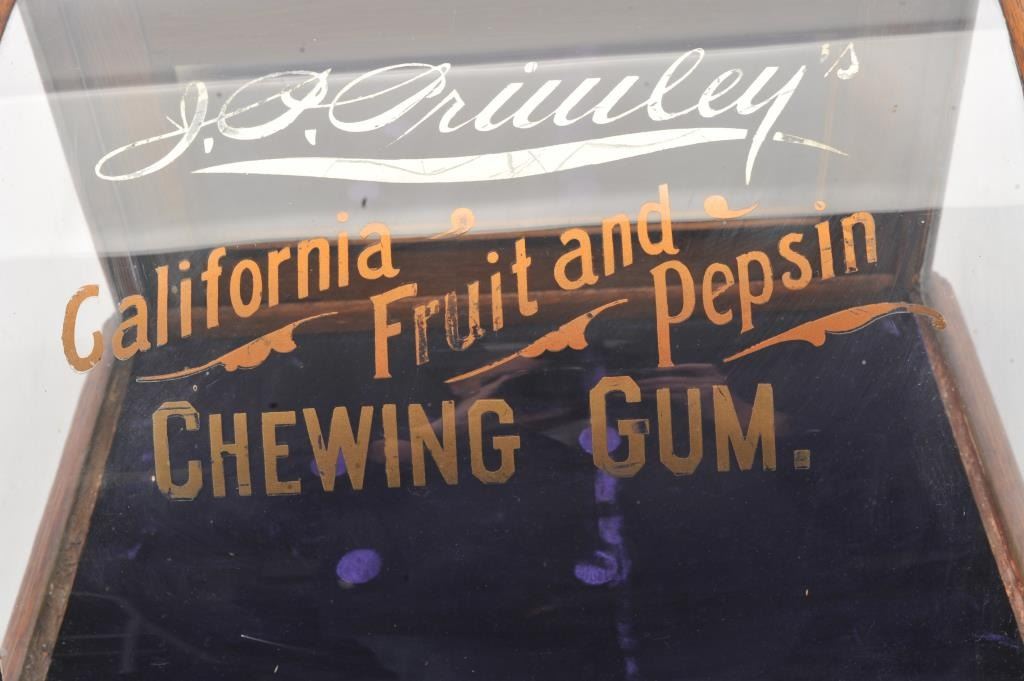 J.P. Primley's
California Fruit and Pepsin
CHEWING GUM.